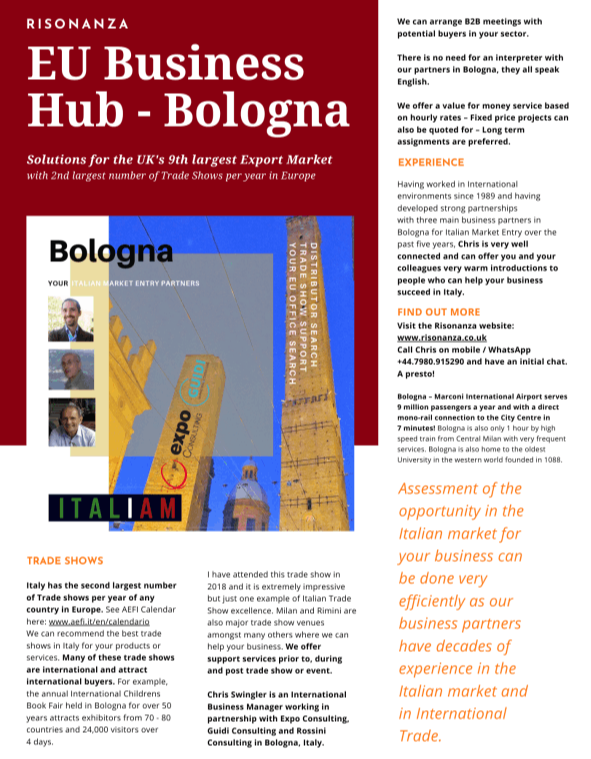 RISONANZA
EU Business
Hub - Bologna
Solutions for the UK's 9th largest Export Market
with 2nd largest number of Trade Shows per year in Europe
Bologna
YOUR ITALIAN MARKET ENTRY PARTNERS
DISTRIBUTOR SEARCH
TRADE SHOW SUPPORT
YOUR EU OFFICE SEARCH
expo
CONSULTING
ITALIAM
TRADE SHOWS
Italy has the second largest number
of Trade shows per year of any
country in Europe. See AEFI Calendar
here: www.aefi.it/en/calendario
We can recommend the best trade
shows in Italy for your products or
services. Many of these trade shows
are international and attract
international buyers. For example,
the annual International Childrens
Book Fair held in Bologna for over 50
years attracts exhibitors from 70 - 80
countries and 24,000 visitors over
4 days.
I have attended this trade show in
2018 and it is extremely impressive
but just one example of Italian Trade
Show excellence. Milan and Rimini are
also major trade show venues
amongst many others where we can
help your business. We offer
support services prior to, during
and post trade show or event.
Chris Swingler is an International
Business Manager working in
partnership with Expo Consulting,
Guidi Consulting and Rossini
Consulting in Bologna, Italy.
We can arrange B2B meetings with
potential buyers in your sector.
There is no need for an interpreter with
our partners in Bologna, they all speak
English.
We offer a value for money service based
on hourly rates – Fixed price projects can
also be quoted for – Long term
assignments are preferred.
EXPERIENCE
Having worked in International
environments since 1989 and having
developed strong partnerships
with three main business partners in
Bologna for Italian Market Entry over the
past five years, Chris is very well
connected and can offer you and your
colleagues very warm introductions to
people who can help your business
succeed in Italy.
FIND OUT MORE
Visit the Risonanza website:
www.risonanza.co.uk
Call Chris on mobile / WhatsApp
+44.7980.915290 and have an initial chat.
A presto!
Bologna – Marconi International Airport serves
9 million passengers a year and with a direct
mono-rail connection to the City Centre in
7 minutes! Bologna is also only 1 hour by high
speed train from Central Milan with very frequent
services. Bologna is also home to the oldest
University in the western world founded in 1088.
Assessment of the
opportunity in the
Italian market for
your business can
be done very
efficiently as our
business partners
have decades of
experience in the
Italian market and
in International
Trade.